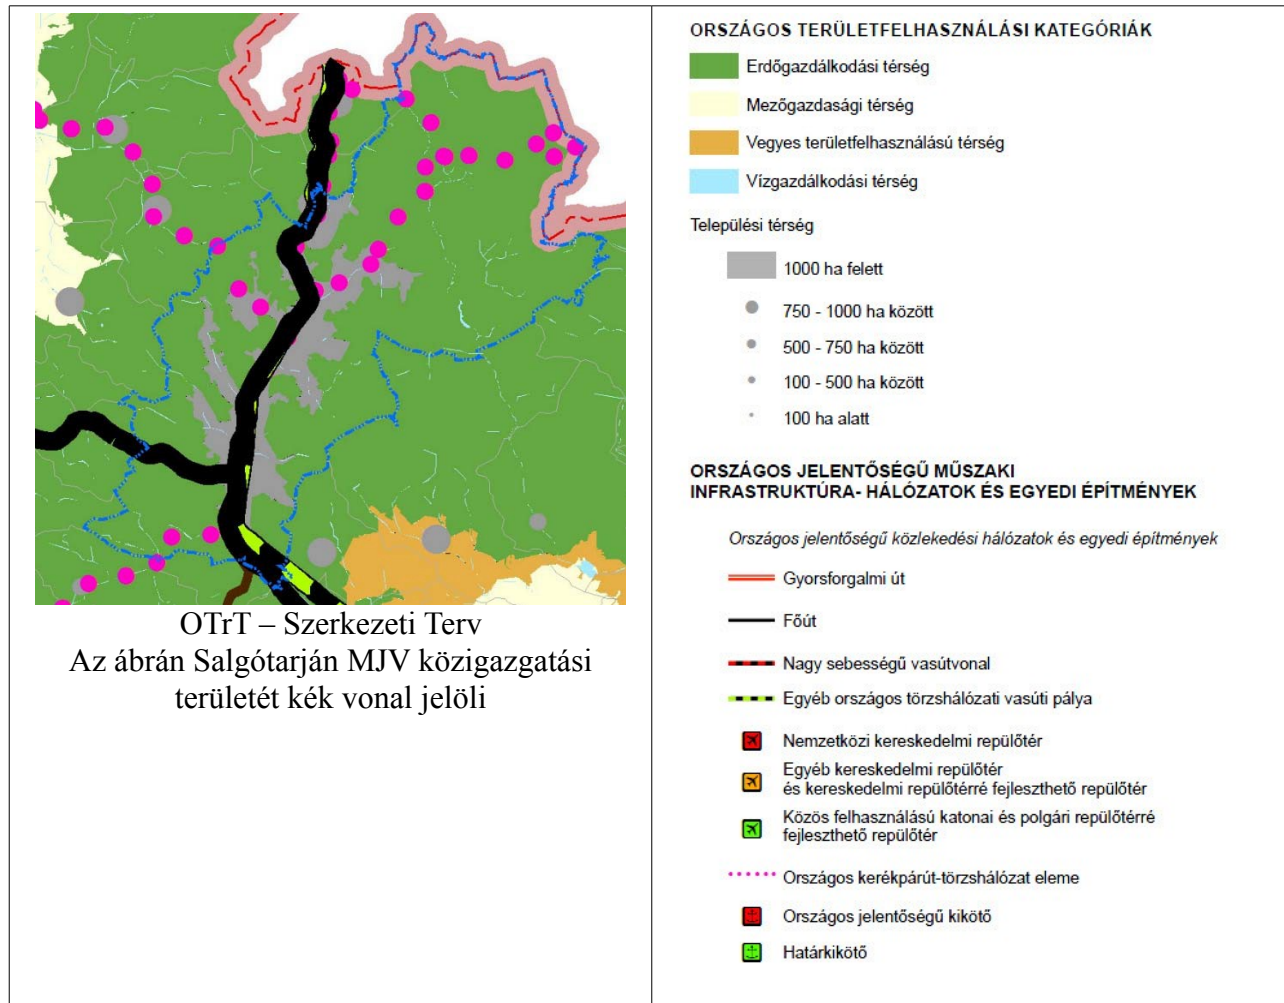 OTrT – Szerkezeti Terv
Az ábrán Salgótarján MJV közigazgatási
területét kék vonal jelöli
ORSZÁGOS TERÜLETFELHASZNÁLÁSI KATEGÓRIÁK
Erdőgazdálkodási térség
Mezőgazdasági térség
Vegyes területfelhasználású térség
Vízgazdálkodási térség
Települési térség
1000 ha felett
750 - 1000 ha között
500 - 750 ha között
100 - 500 ha között
100 ha alatt
ORSZÁGOS JELENTŐSÉGŰ MŰSZAKI
INFRASTRUKTÚRA- HÁLÓZATOK ÉS EGYEDI ÉPÍTMÉNYEK
Országos jelentőségű közlekedési hálózatok és egyedi építmények
Gyorsforgalmi út
Főút
Nagy sebességű vasútvonal
Egyéb országos törzshálózati vasúti pálya
Nemzetközi kereskedelmi repülőtér
Egyéb kereskedelmi repülőtér
és kereskedelmi repülőtérré fejleszthető repülőtér
Közös felhasználású katonai és polgári repülőtérré
fejleszthető repülőtér
Országos kerékpárút-törzshálózat eleme
Országos jelentőségű kikötő
Határkikötő